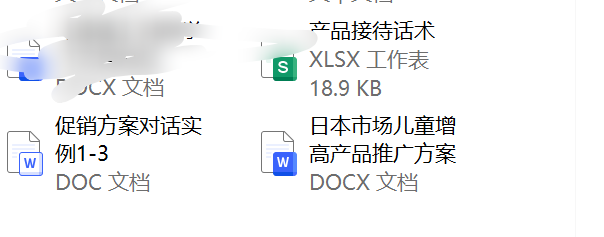 产品接待话术
XLSX 工作表
DOCX 文档
18.9 KB
促销方案对话实
例1-3
DOC 文档
日本市场儿童增
高产品推广方案
DOCX 文档